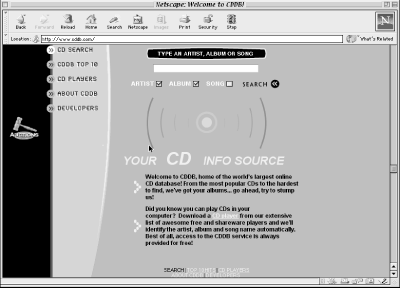 Netscape: Welcome to CDDB!
Back Forward Reload Home Search Netscape Images Print Security Stop
Location: http://www.cddb.com/ What's Related
CD SEARCH
CDDB TOP 10
CD PLAYERS
ABOUT CDDB
DEVELOPERS
TYPE AN ARTIST, ALBUM OR SONG
ARTIST ALBUM SONG SEARCH
YOUR CD INFO SOURCE
Welcome to CDDB, home of the world's largest online
CD database! From the most popular CDs to the hardest
to find, we've got your albums... go ahead, try to stump
us!
Did you know you can play CDs in your
computer? Download a CD player from our extensive
list of awesome free and shareware players and we'll
identify the artist, album and song name automatically.
Best of all, access to the CDDB service is always
provided for free!
SEARCH | TOP 10 | CD PLAYERS